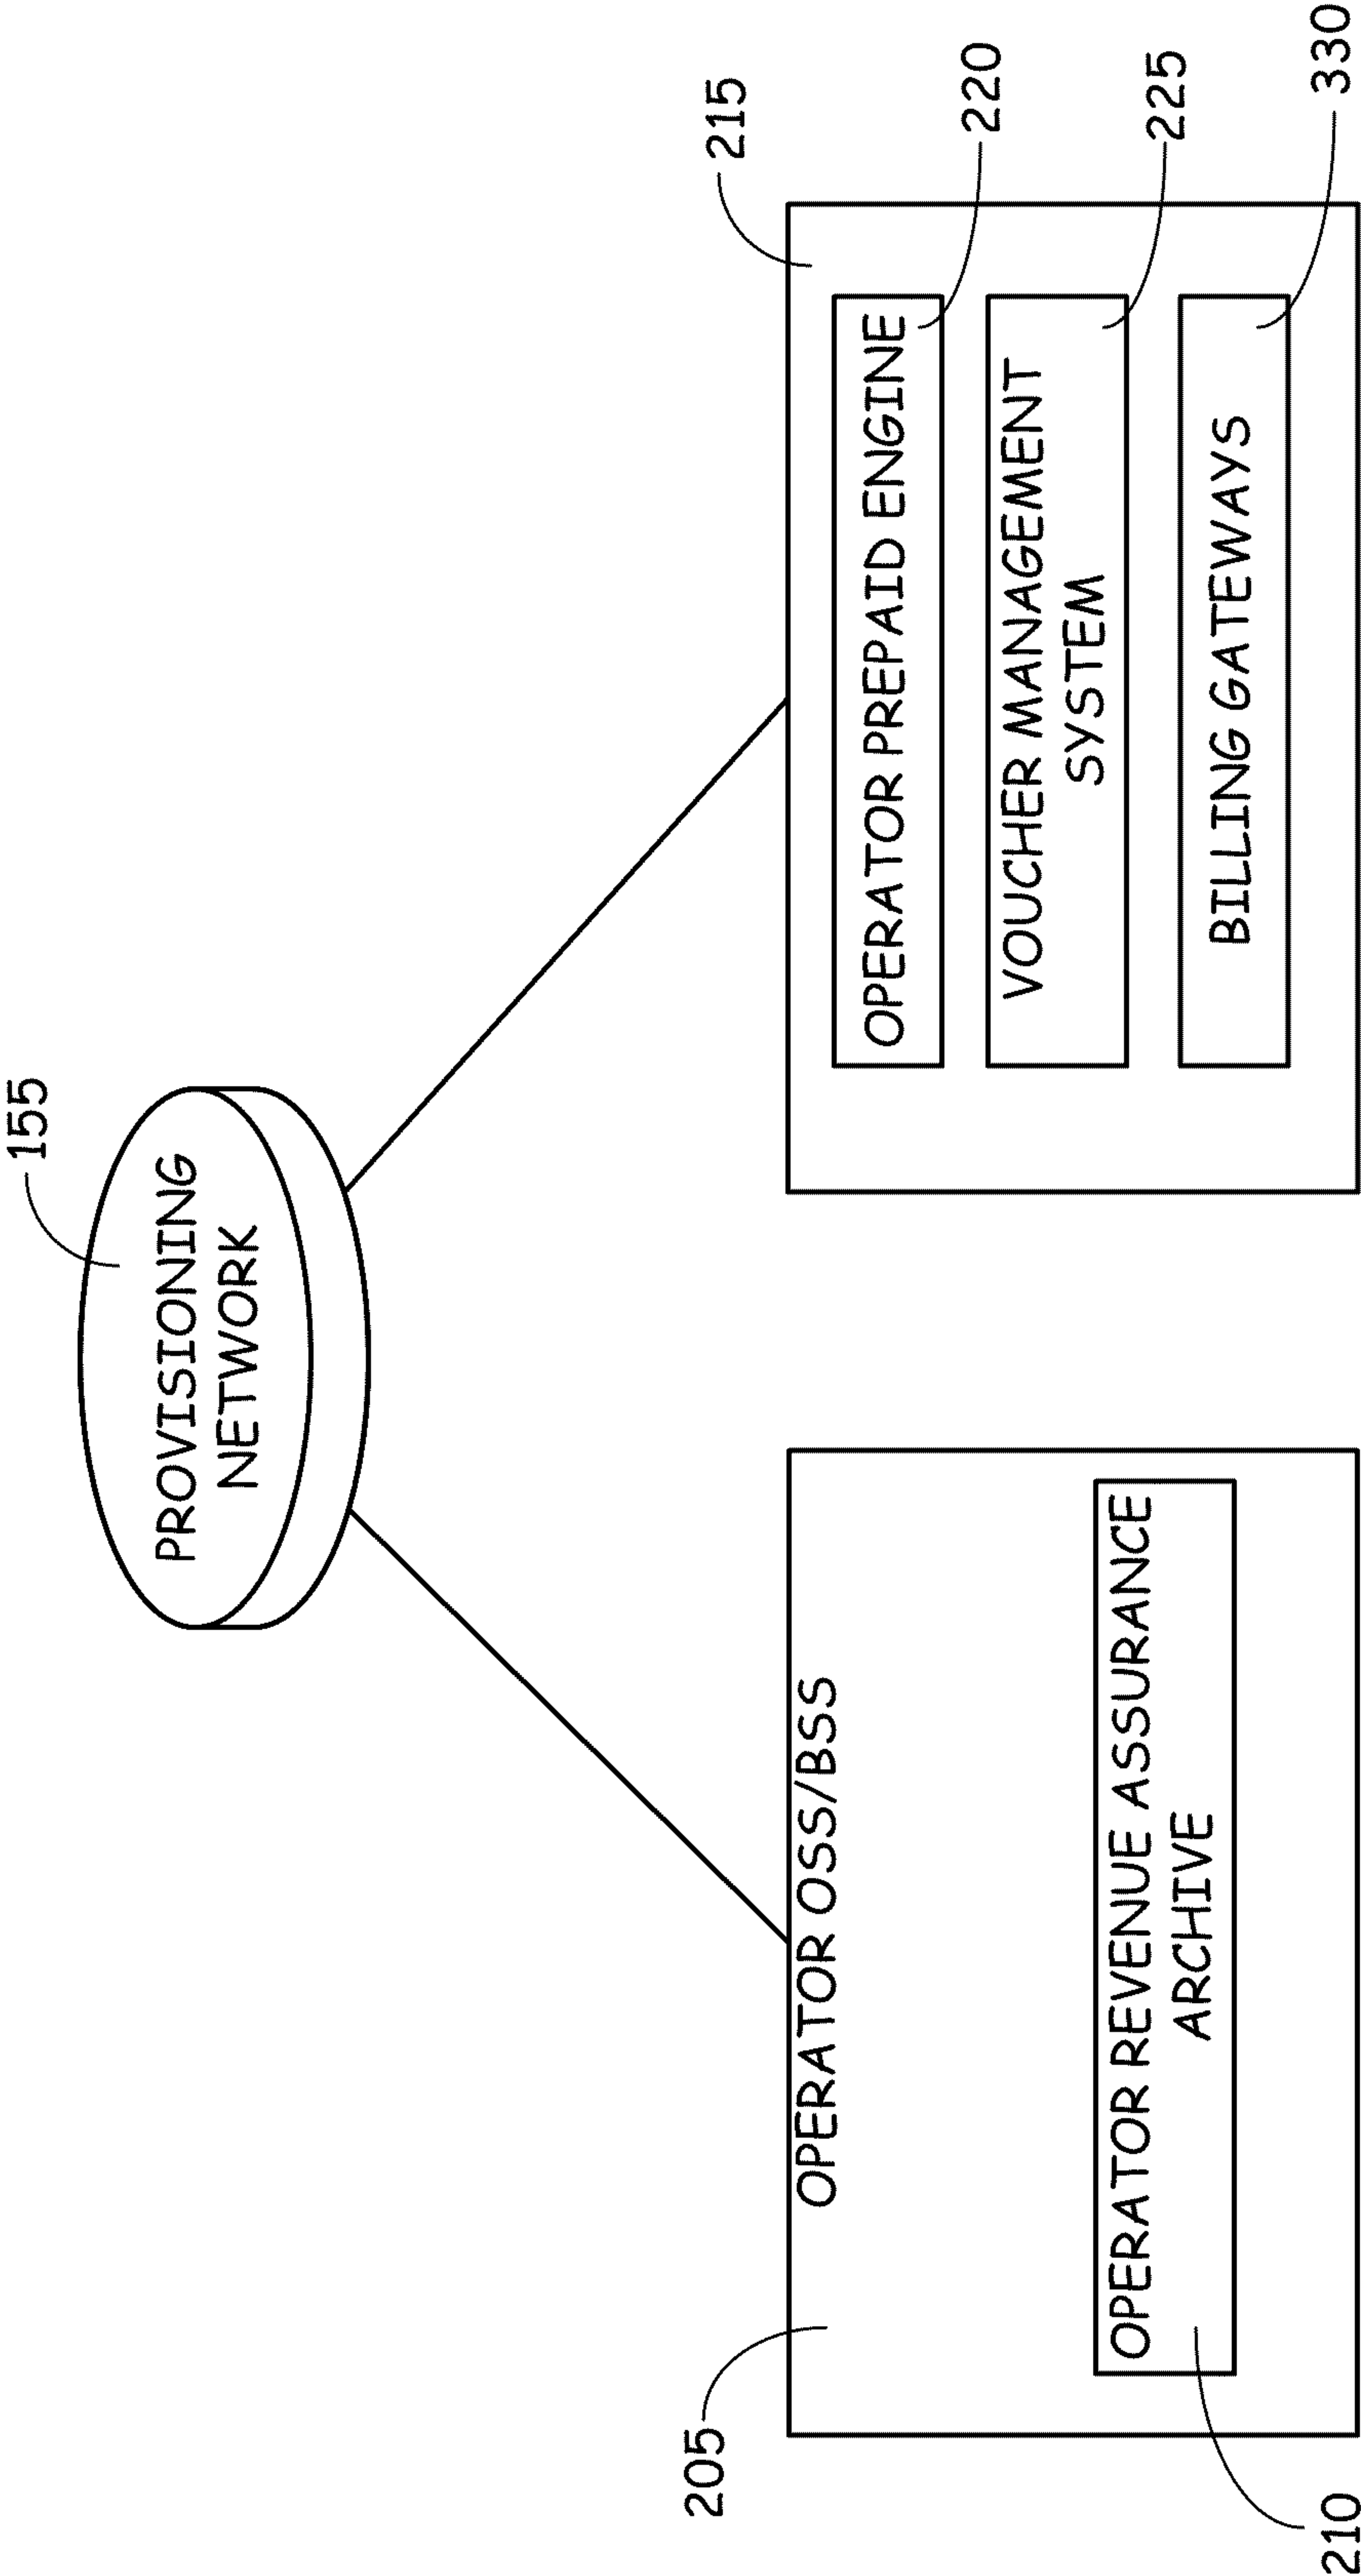 155
PROVISIONING
NETWORK
205
OPERATOR OSS/BSS
OPERATOR REVENUE ASSURANCE
ARCHIVE
210
215
OPERATOR PREPAID ENGINE
220
VOUCHER MANAGEMENT
SYSTEM
225
BILLING GATEWAYS
330